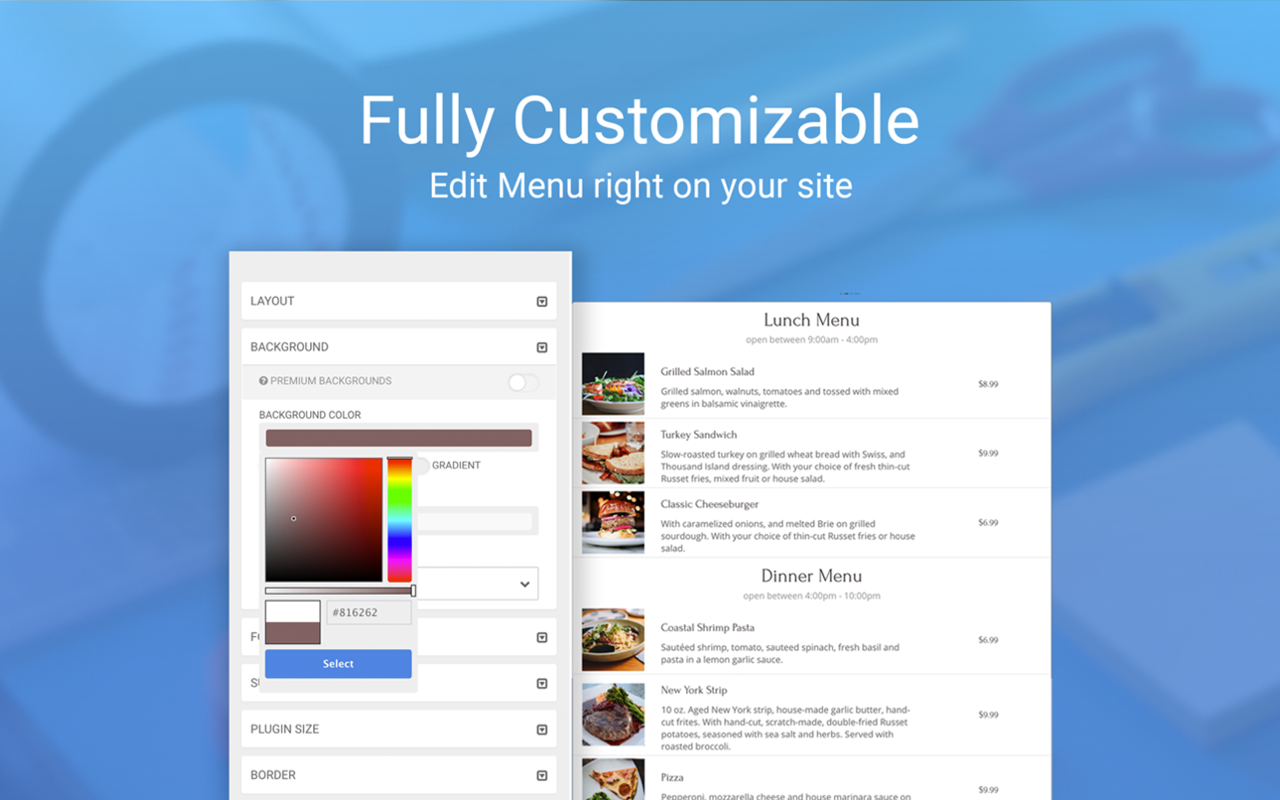 Fully Customizable
Edit Menu right on your site
LAYOUT
BACKGROUND
PREMIUM BACKGROUNDS
BACKGROUND COLOR
GRADIENT
#816262
Select
PLUGIN SIZE
BORDER
Lunch Menu
open between 9:00am - 4:00pm
Grilled Salmon Salad
Grilled salmon, walnuts, tomatoes and tossed with mixed
greens in balsamic vinaigrette.
$8.99
Turkey Sandwich
Slow-roasted turkey on grilled wheat bread with Swiss, and
Thousand Island dressing. With your choice of fresh thin-cut
Russet fries, mixed fruit or house salad.
$9.99
Classic Cheeseburger
With caramelized onions, and melted Brie on grilled
sourdough. With your choice of thin-cut Russet fries or house
salad.
$6.99
Dinner Menu
open between 4:00pm - 10:00pm
Coastal Shrimp Pasta
Sautéed shrimp, tomato, sauteed spinach, fresh basil and
pasta in a lemon garlic sauce.
$6.99
New York Strip
10 oz. Aged New York strip, house-made garlic butter, hand-
cut frites. With hand-cut, scratch-made, double-fried Russet
potatoes, seasoned with sea salt and herbs. Served with
roasted broccoli.
$9.99
Pizza
Pepperoni, mozzarella cheese and house marinara sauce on
$9.99